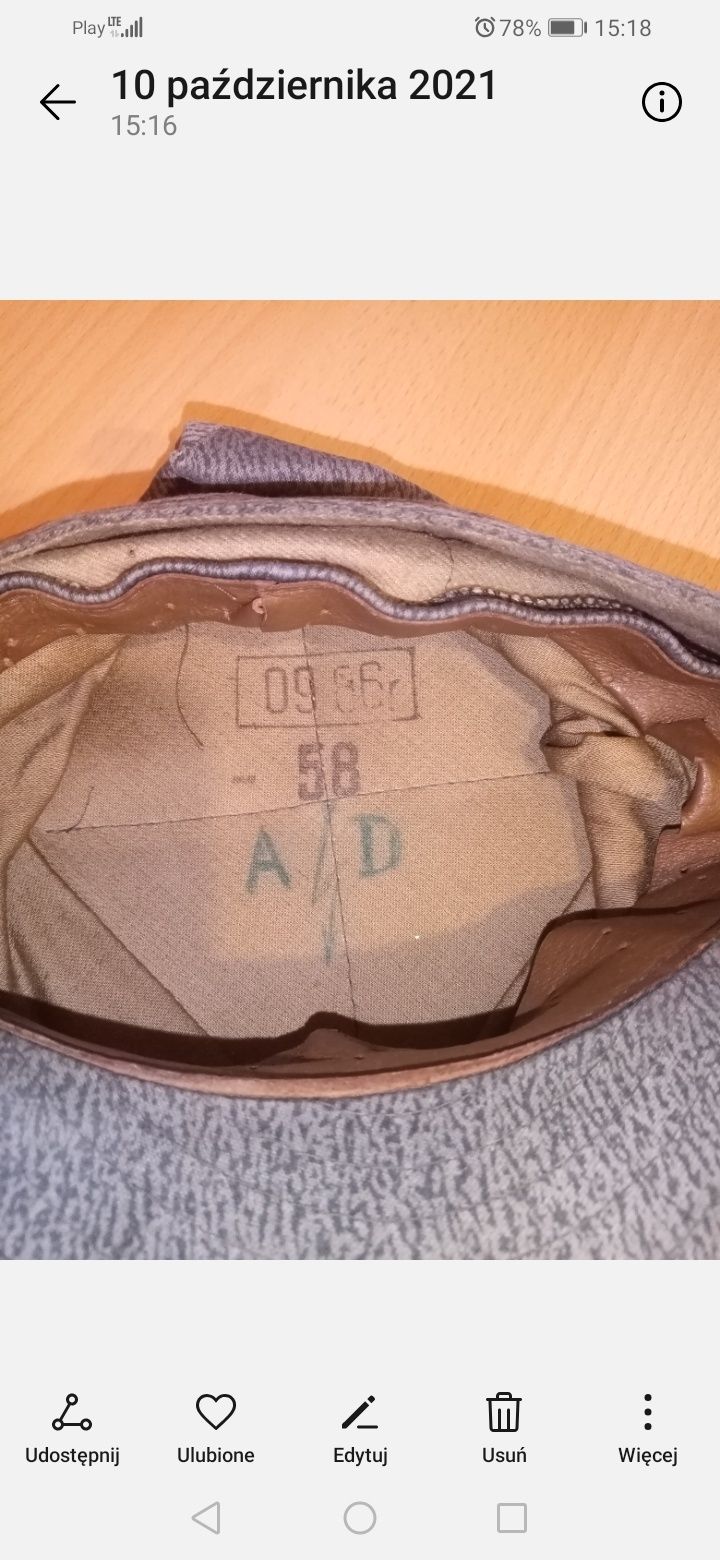 Play LTE 78% 15:18
10 października 2021
15:16
09 86r
- 58
A/D
Udostępnij Ulubione Edytuj Usuń Więcej